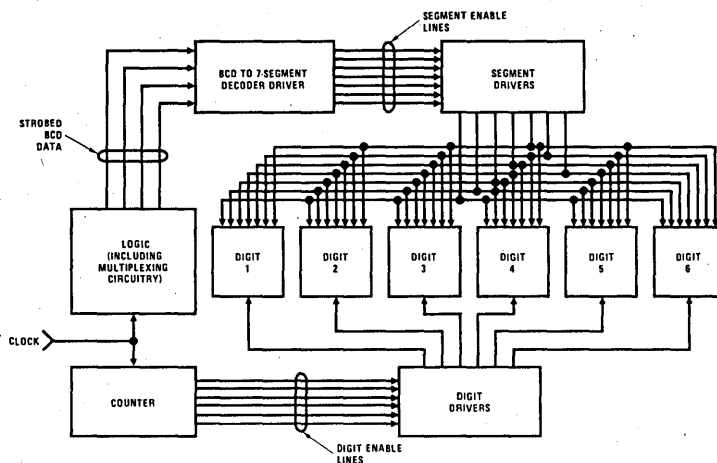 SEGMENT ENABLE
LINES
BCD TO 7-SEGMENT
DECODER DRIVER
SEGMENT
DRIVERS
STROBED
BCD
DATA
LOGIC
(INCLUDING
MULTIPLEXING
CIRCUITRY)
DIGIT
1
DIGIT
2
DIGIT
3
DIGIT
4
DIGIT
5
DIGIT
6
CLOCK
COUNTER
DIGIT
DRIVERS
DIGIT ENABLE
LINES